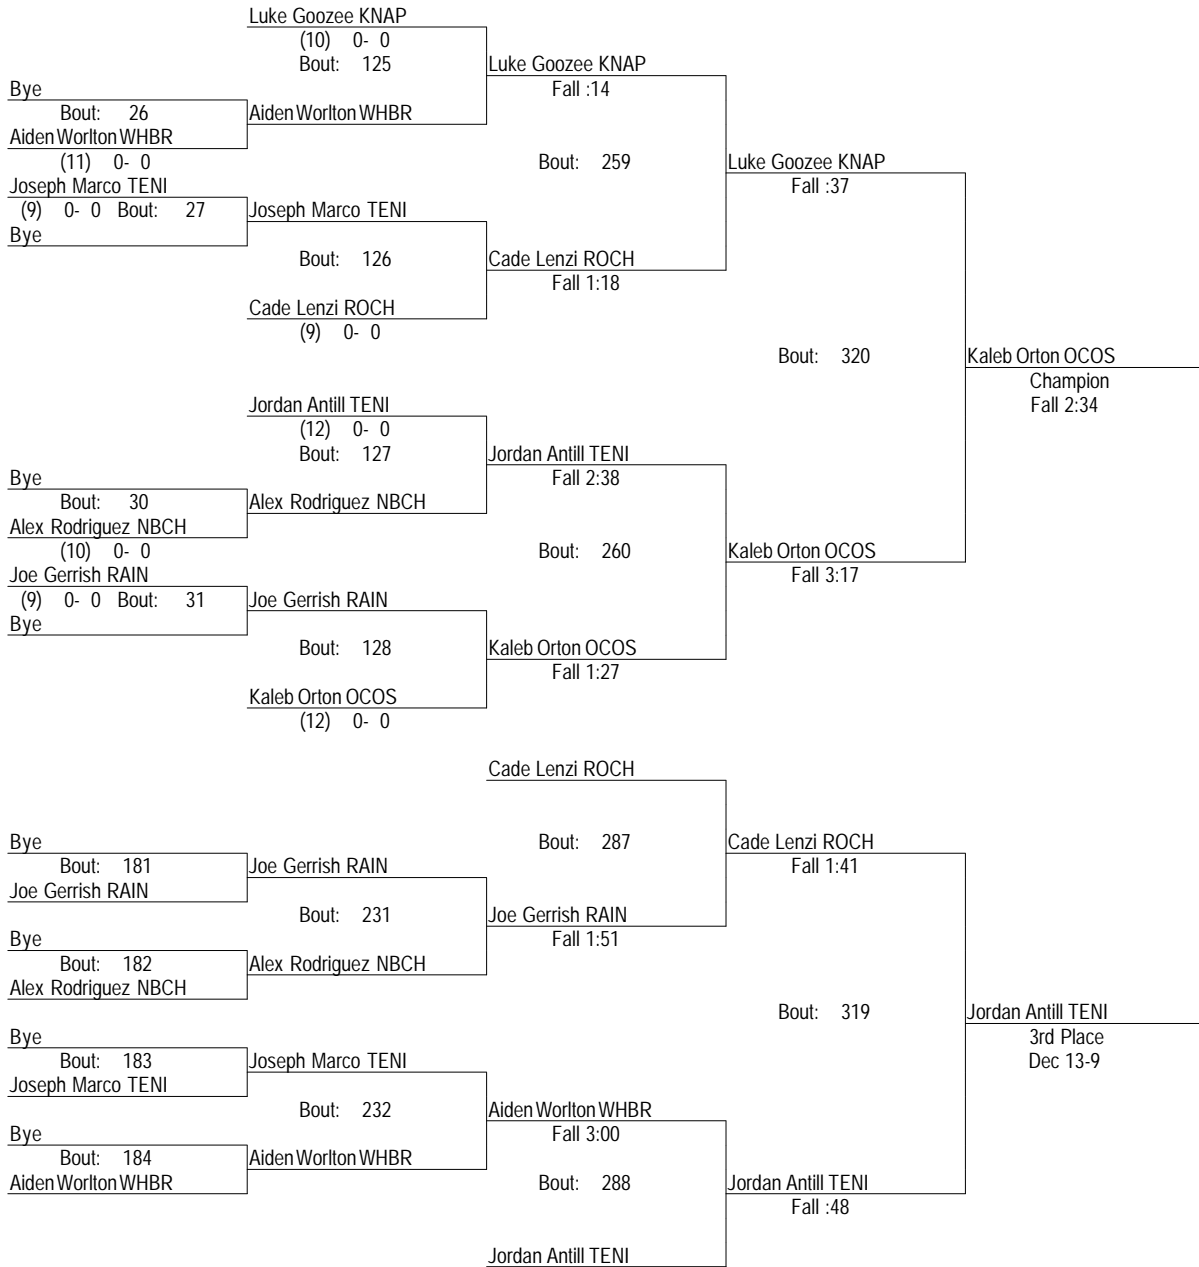 Luke Goozee KNAP
(10) 0- 0
Bout: 125
Luke Goozee KNAP
Fall :14
Bye
Bout: 26
Aiden Worlton WHBR
Aiden Worlton WHBR
(11) 0- 0
Bout: 259
Luke Goozee KNAP
Fall :37
Joseph Marco TENI
(9) 0- 0 Bout: 27
Joseph Marco TENI
Bye
Bout: 126
Cade Lenzi ROCH
Fall 1:18
Cade Lenzi ROCH
(9) 0- 0
Bout: 320
Kaleb Orton OCOS
Champion
Fall 2:34
Jordan Antill TENI
(12) 0- 0
Bout: 127
Jordan Antill TENI
Fall 2:38
Bye
Bout: 30
Alex Rodriguez NBCH
Alex Rodriguez NBCH
(10) 0- 0
Bout: 260
Kaleb Orton OCOS
Fall 3:17
Joe Gerrish RAIN
(9) 0- 0 Bout: 31
Joe Gerrish RAIN
Bye
Bout: 128
Kaleb Orton OCOS
Fall 1:27
Kaleb Orton OCOS
(12) 0- 0
Cade Lenzi ROCH
Bout: 287
Cade Lenzi ROCH
Fall 1:41
Bye
Bout: 181
Joe Gerrish RAIN
Joe Gerrish RAIN
Bout: 231
Joe Gerrish RAIN
Fall 1:51
Bye
Bout: 182
Alex Rodriguez NBCH
Alex Rodriguez NBCH
Bout: 319
Jordan Antill TENI
3rd Place
Dec 13-9
Bye
Bout: 183
Joseph Marco TENI
Joseph Marco TENI
Bout: 232
Aiden Worlton WHBR
Fall 3:00
Bye
Bout: 184
Aiden Worlton WHBR
Aiden Worlton WHBR
Bout: 288
Jordan Antill TENI
Fall :48
Jordan Antill TENI